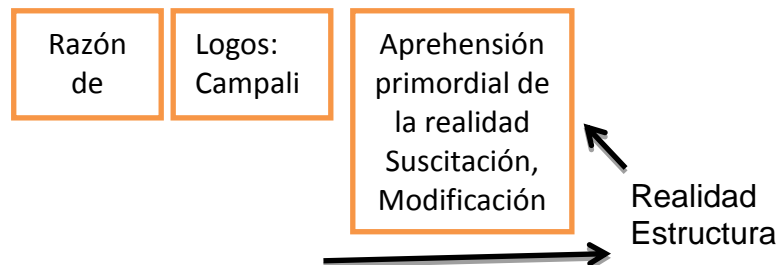 Razón
de
Logos:
Campali
Aprehensión
primordial de
la realidad
Suscitación,
Modificación
Realidad
Estructura